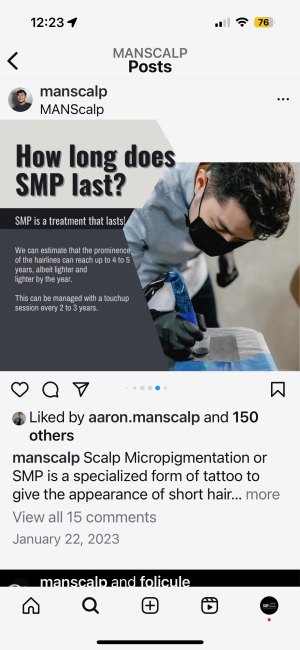 12:23
76
MANSCALP
Posts
manscalp
MANScalp
How long does
SMP last?
SMP is a treatment that lasts!
We can estimate that the prominence
of the hairlines can reach up to 4 to 5
years, albeit lighter and
lighter by the year.
This can be managed with a touchup
session every 2 to 3 years.
Liked by aaron.manscalp and 150
others
manscalp Scalp Micropigmentation or
SMP is a specialized form of tattoo to
give the appearance of short hair... more
View all 15 comments
January 22, 2023
manscalp and folicule